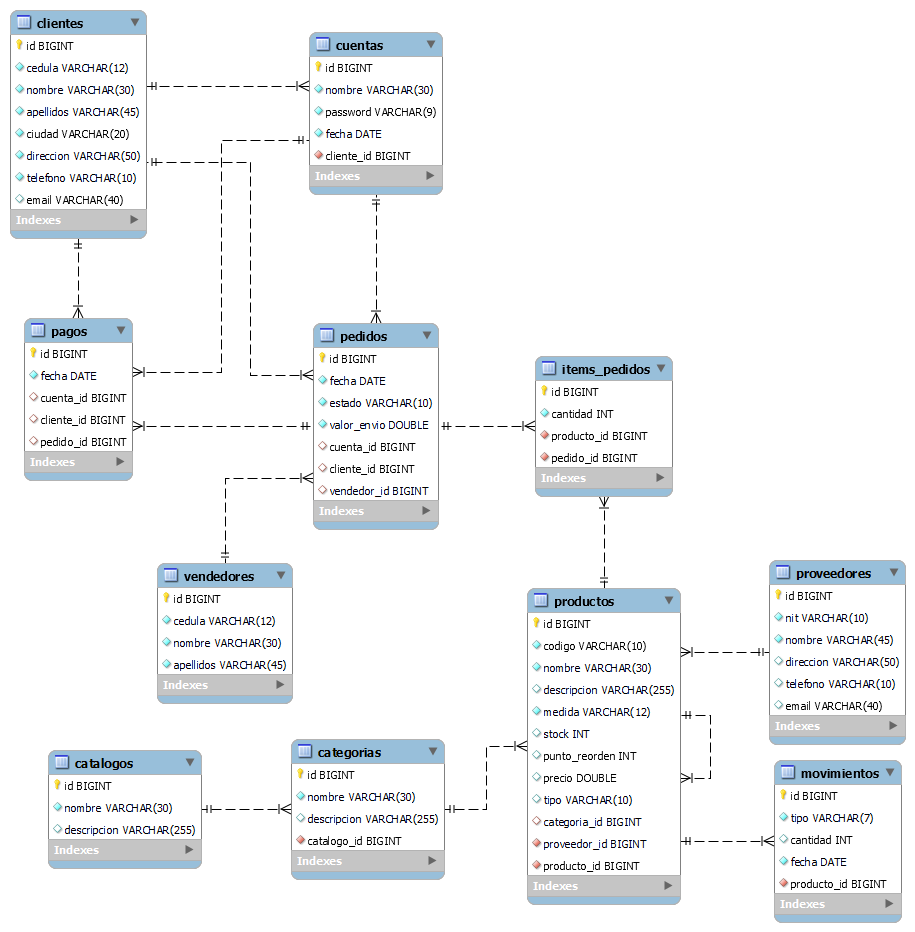 clientes
id BIGINT
cedula VARCHAR(12)
nombre VARCHAR(30)
apellidos VARCHAR(45)
ciudad VARCHAR(20)
direccion VARCHAR(50)
telefono VARCHAR(10)
email VARCHAR(40)
Indexes
cuentas
id BIGINT
nombre VARCHAR(30)
password VARCHAR(9)
fecha DATE
cliente_id BIGINT
Indexes
pagos
id BIGINT
fecha DATE
cuenta_id BIGINT
cliente_id BIGINT
pedido_id BIGINT
Indexes
pedidos
id BIGINT
fecha DATE
estado VARCHAR(10)
valor_envio DOUBLE
cuenta_id BIGINT
cliente_id BIGINT
vendedor_id BIGINT
Indexes
items_pedidos
id BIGINT
cantidad INT
producto_id BIGINT
pedido_id BIGINT
Indexes
vendedores
id BIGINT
cedula VARCHAR(12)
nombre VARCHAR(30)
apellidos VARCHAR(45)
Indexes
productos
id BIGINT
codigo VARCHAR(10)
nombre VARCHAR(30)
descripcion VARCHAR(255)
medida VARCHAR(12)
stock INT
punto_reorden INT
precio DOUBLE
tipo VARCHAR(10)
categoria_id BIGINT
proveedor_id BIGINT
producto_id BIGINT
Indexes
proveedores
id BIGINT
nit VARCHAR(10)
nombre VARCHAR(45)
direccion VARCHAR(50)
telefono VARCHAR(10)
email VARCHAR(40)
Indexes
catalogos
id BIGINT
nombre VARCHAR(30)
descripcion VARCHAR(255)
Indexes
categorias
id BIGINT
nombre VARCHAR(30)
descripcion VARCHAR(255)
catalogo_id BIGINT
Indexes
movimientos
id BIGINT
tipo VARCHAR(7)
cantidad INT
fecha DATE
producto_id BIGINT
Indexes